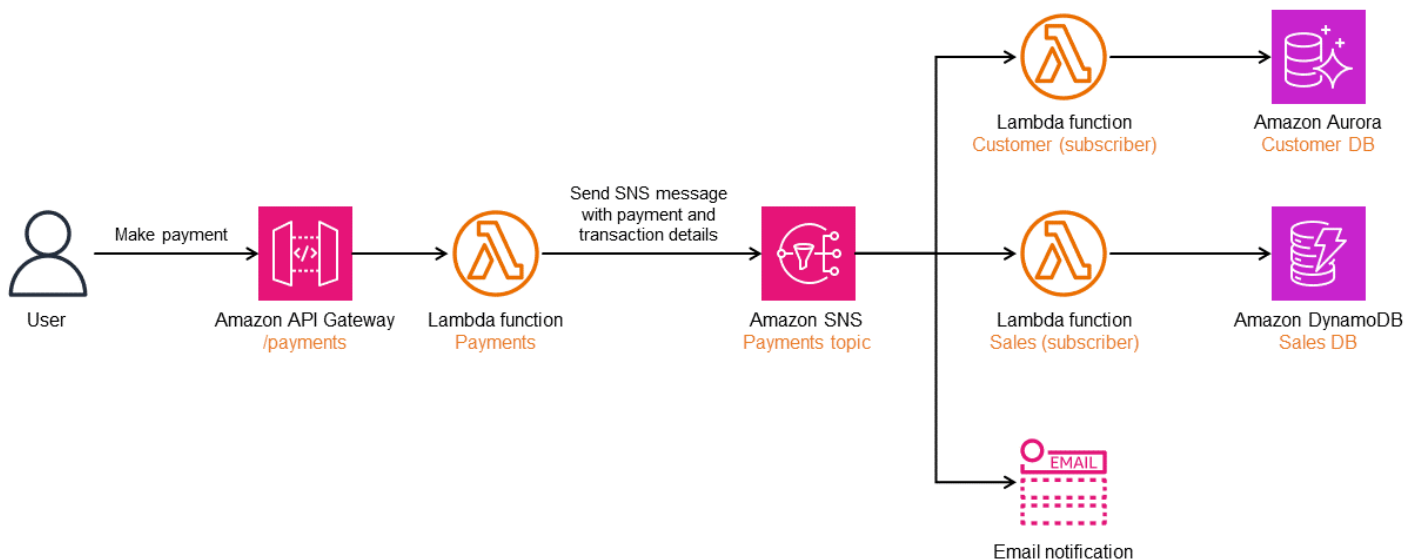 Lambda function
Customer (subscriber)
Amazon Aurora
Customer DB
Make payment
Send SNS message
with payment and
transaction details
</>
User
Amazon API Gateway
/payments
Lambda function
Payments
Amazon SNS
Payments topic
Lambda function
Sales (subscriber)
Amazon DynamoDB
Sales DB
EMAIL
Email notification